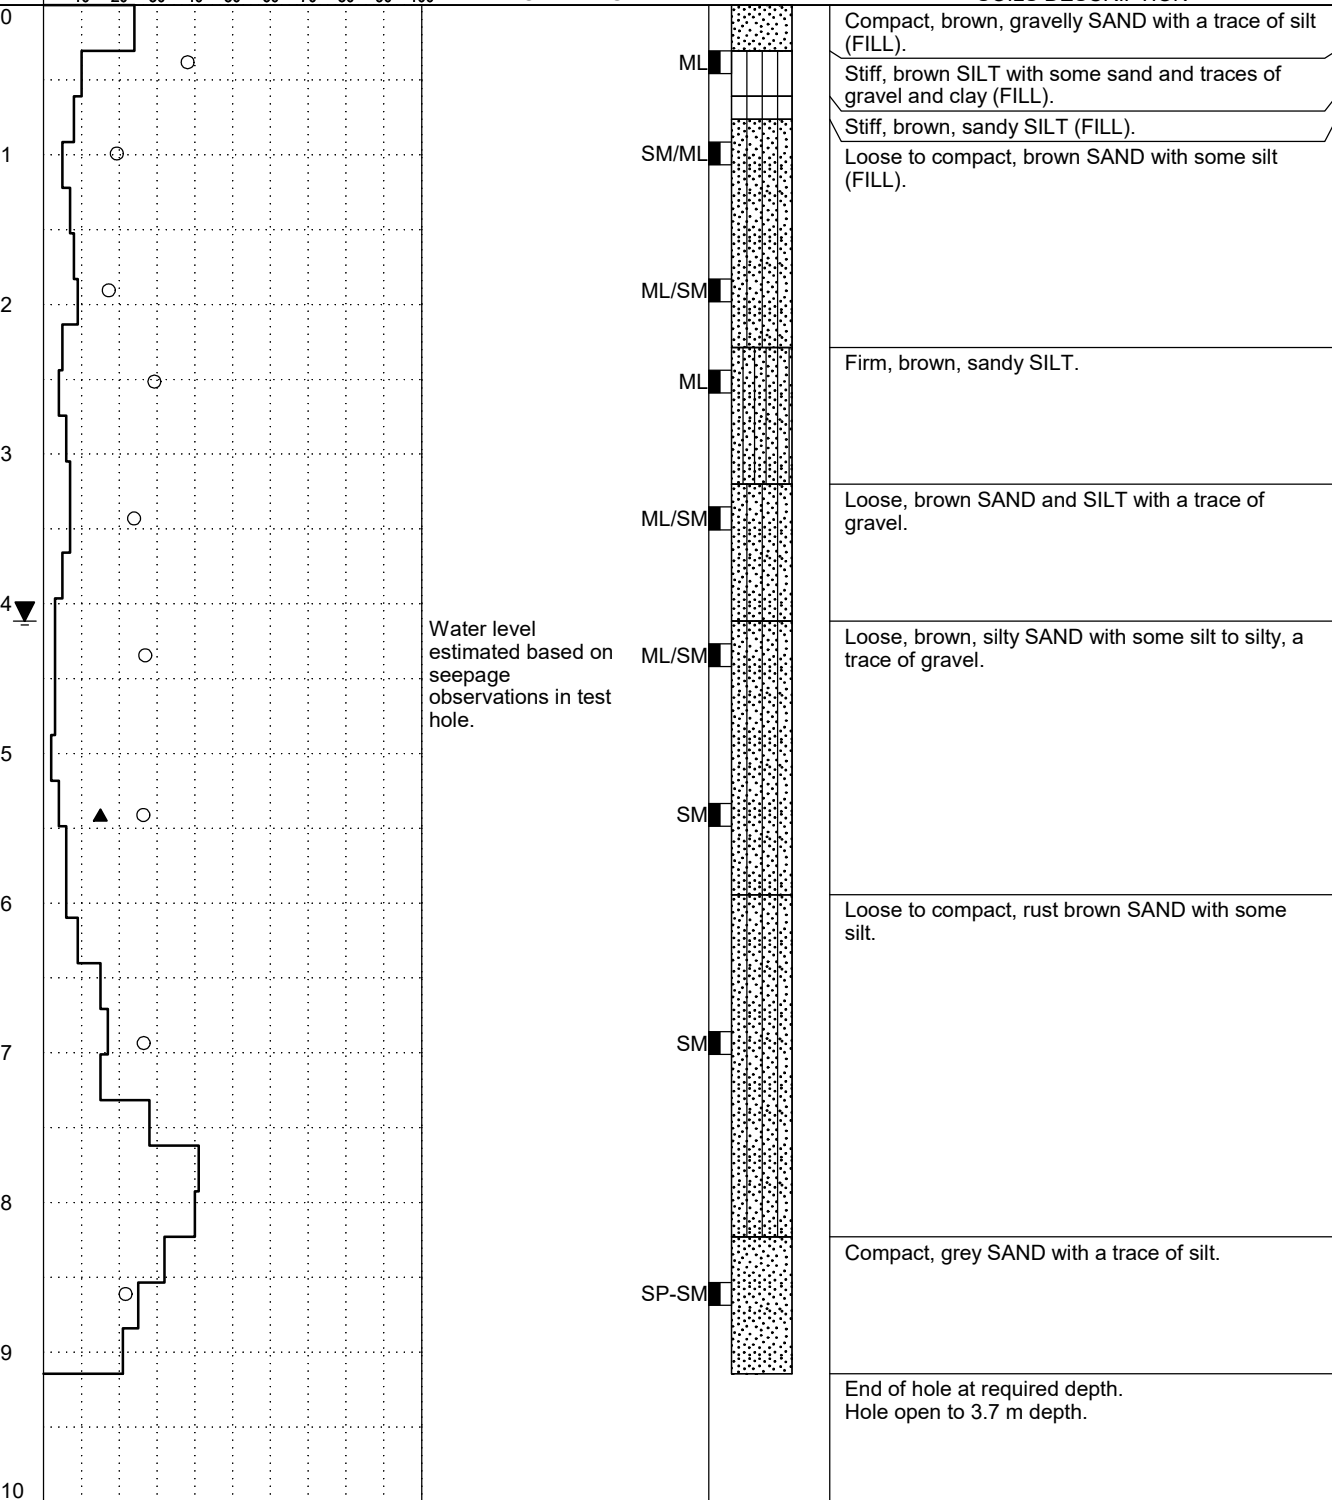 0
Compact, brown, gravelly SAND with a trace of silt
(FILL).
ML
Stiff, brown SILT with some sand and traces of
gravel and clay (FILL).
Stiff, brown, sandy SILT (FILL).
1
SM/ML
Loose to compact, brown SAND with some silt
(FILL).
ML/SM
2
Firm, brown, sandy SILT.
ML
3
Loose, brown SAND and SILT with a trace of
gravel.
ML/SM
4
Water level
estimated based on
seepage
observations in test
hole.
ML/SM
Loose, brown, silty SAND with some silt to silty, a
trace of gravel.
5
SM
6
Loose to compact, rust brown SAND with some
silt.
SM
7
8
Compact, grey SAND with a trace of silt.
SP-SM
9
End of hole at required depth.
Hole open to 3.7 m depth.
10